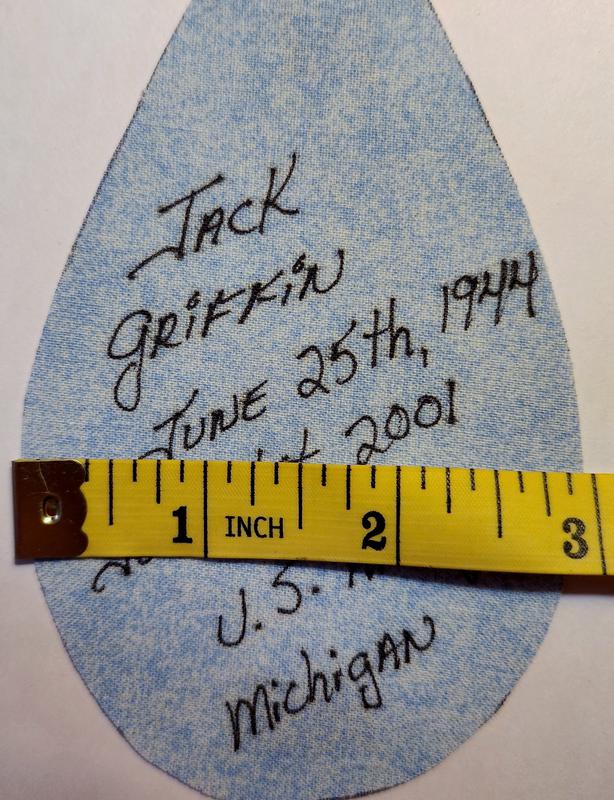 Jack
Griffin
June 25th, 1944
2001
U.S.
Michigan
1 INCH 2 3